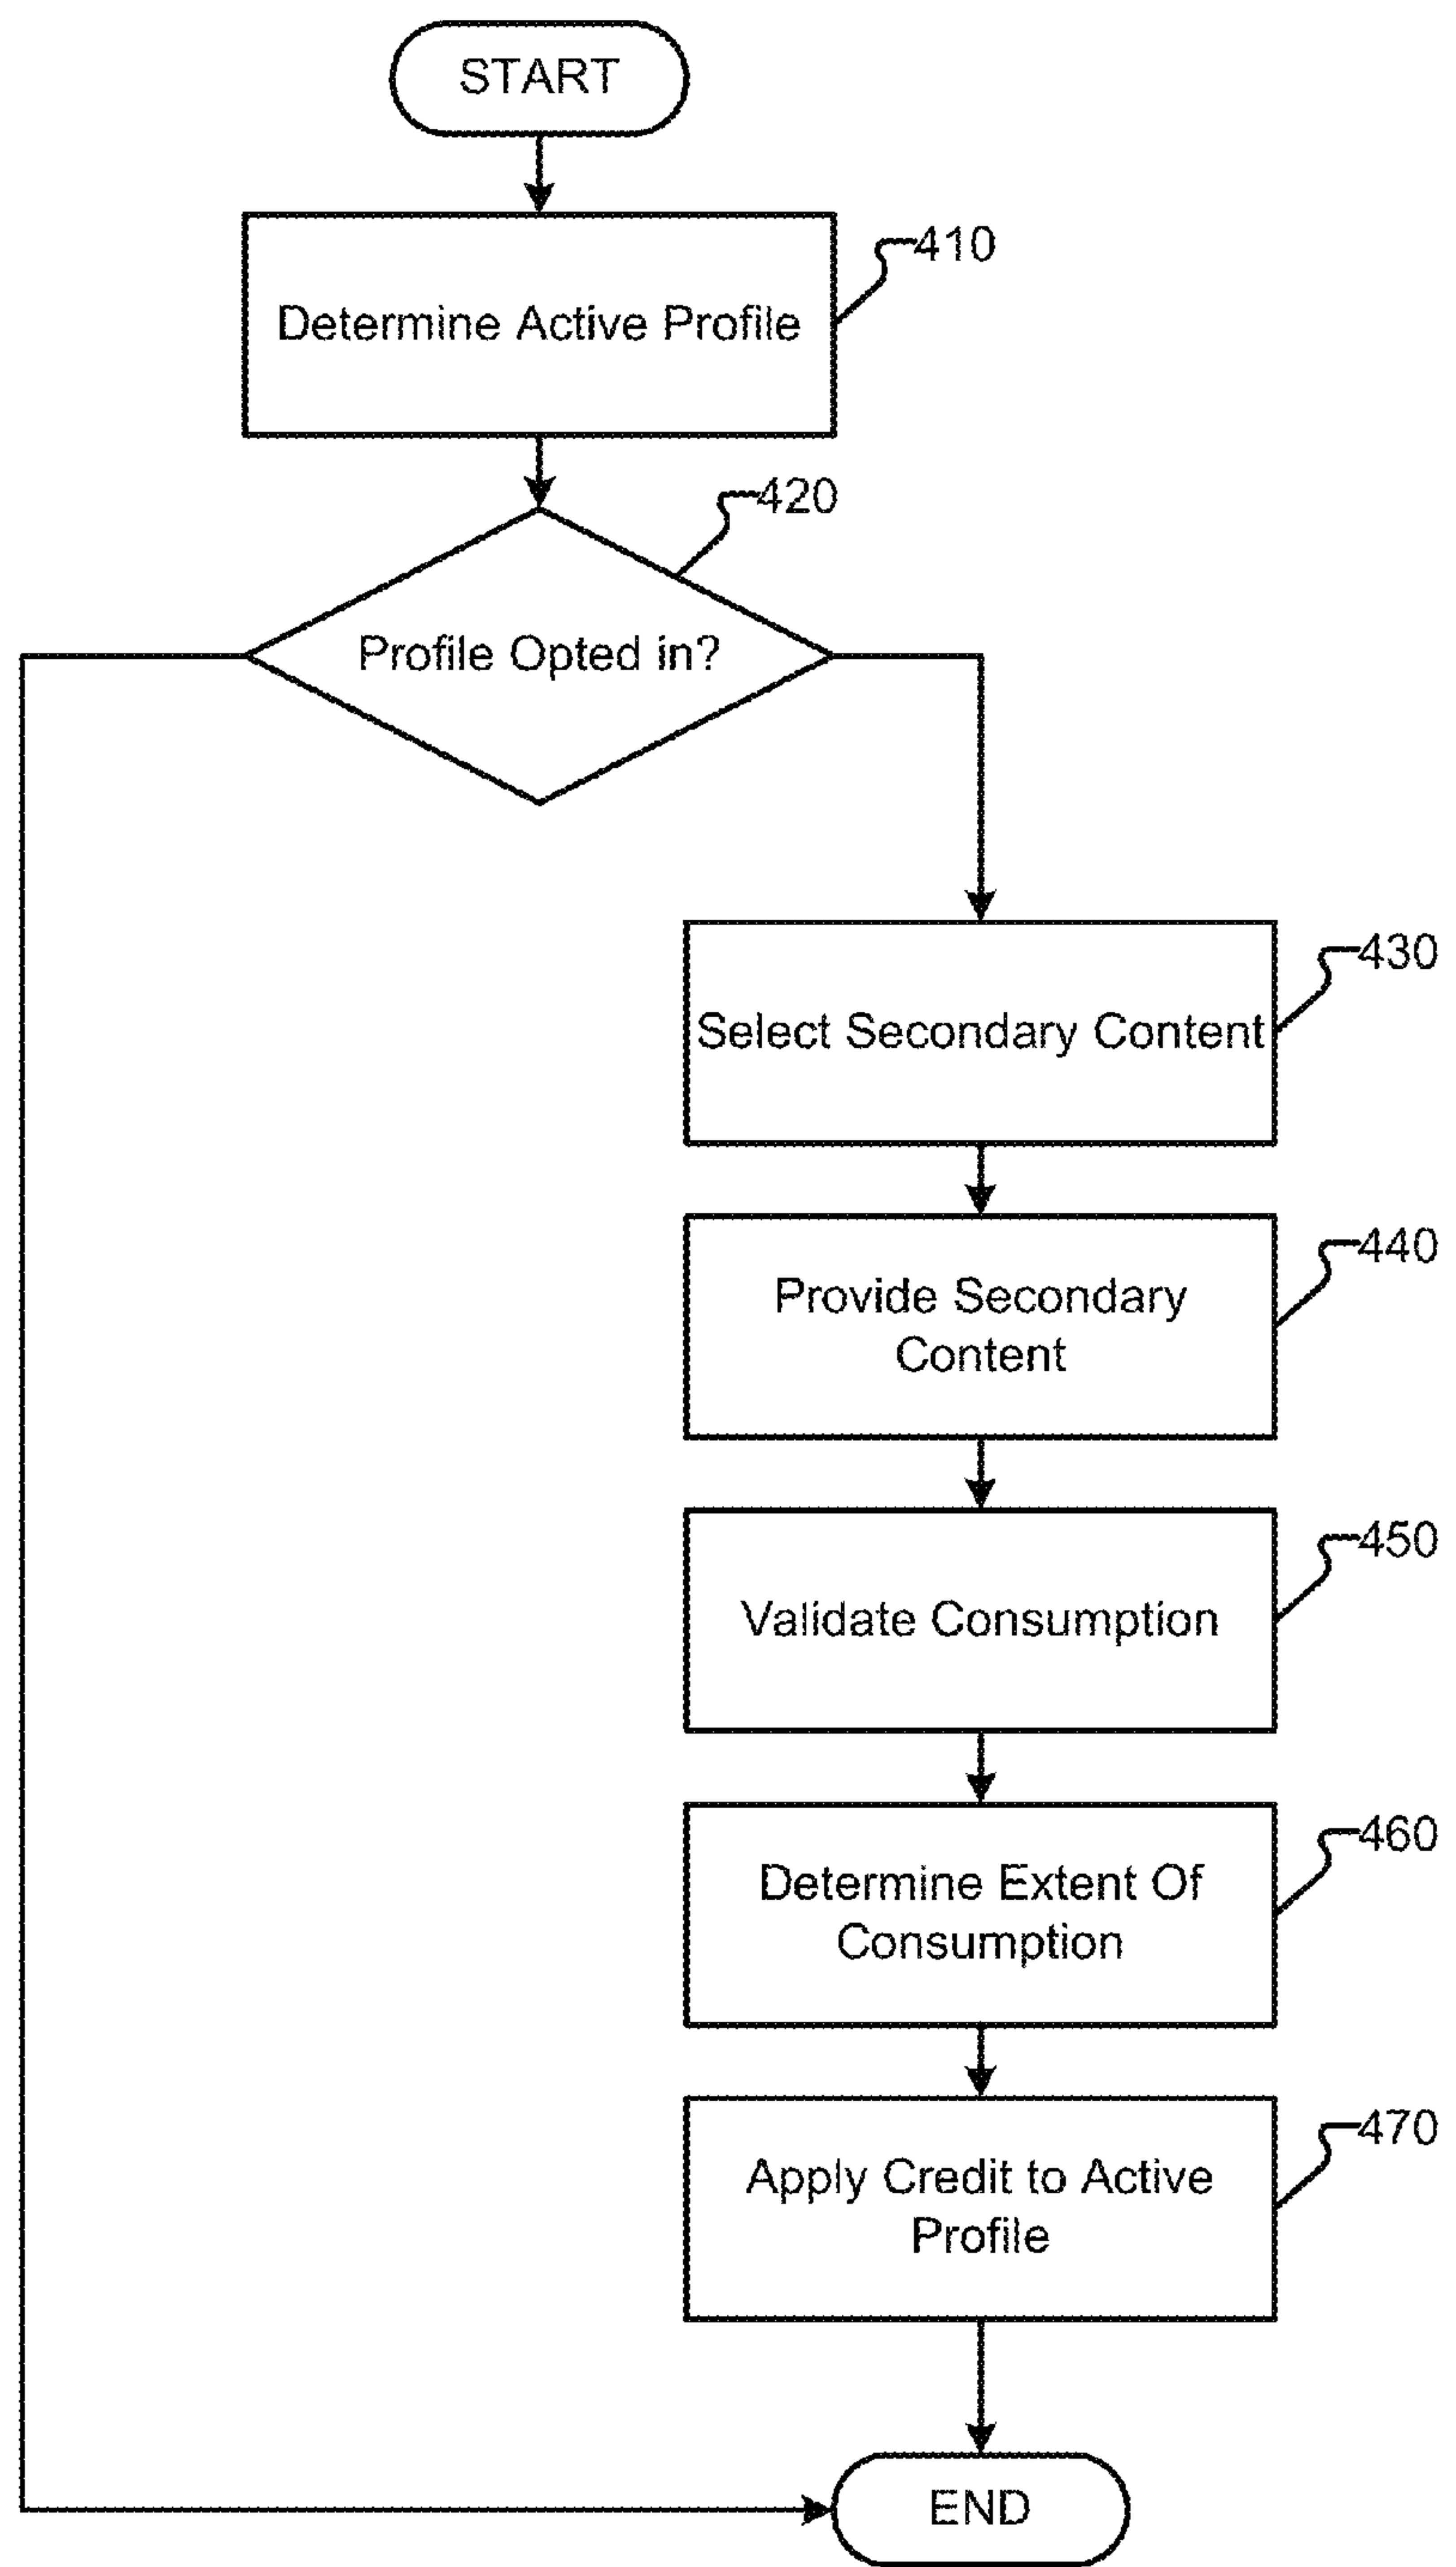 START
410
Determine Active Profile
420
Profile Opted in?
430
Select Secondary Content
440
Provide Secondary
Content
450
Validate Consumption
460
Determine Extent Of
Consumption
470
Apply Credit to Active
Profile
END